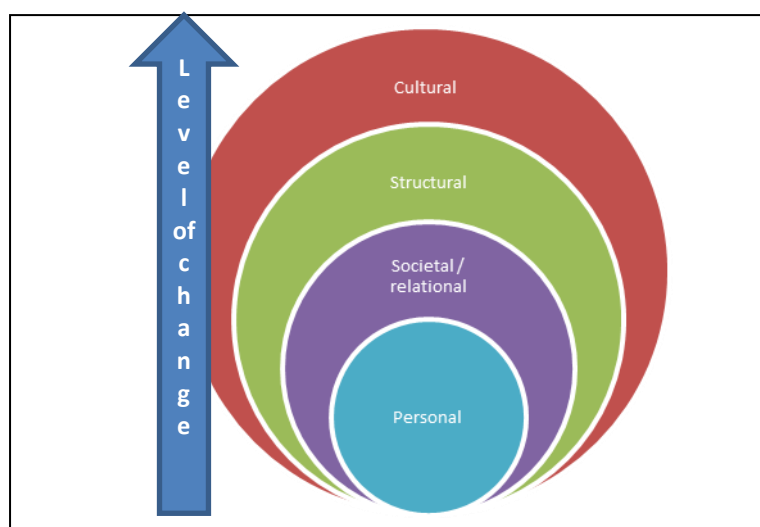 Level of change
Cultural
Structural
Societal /
relational
Personal